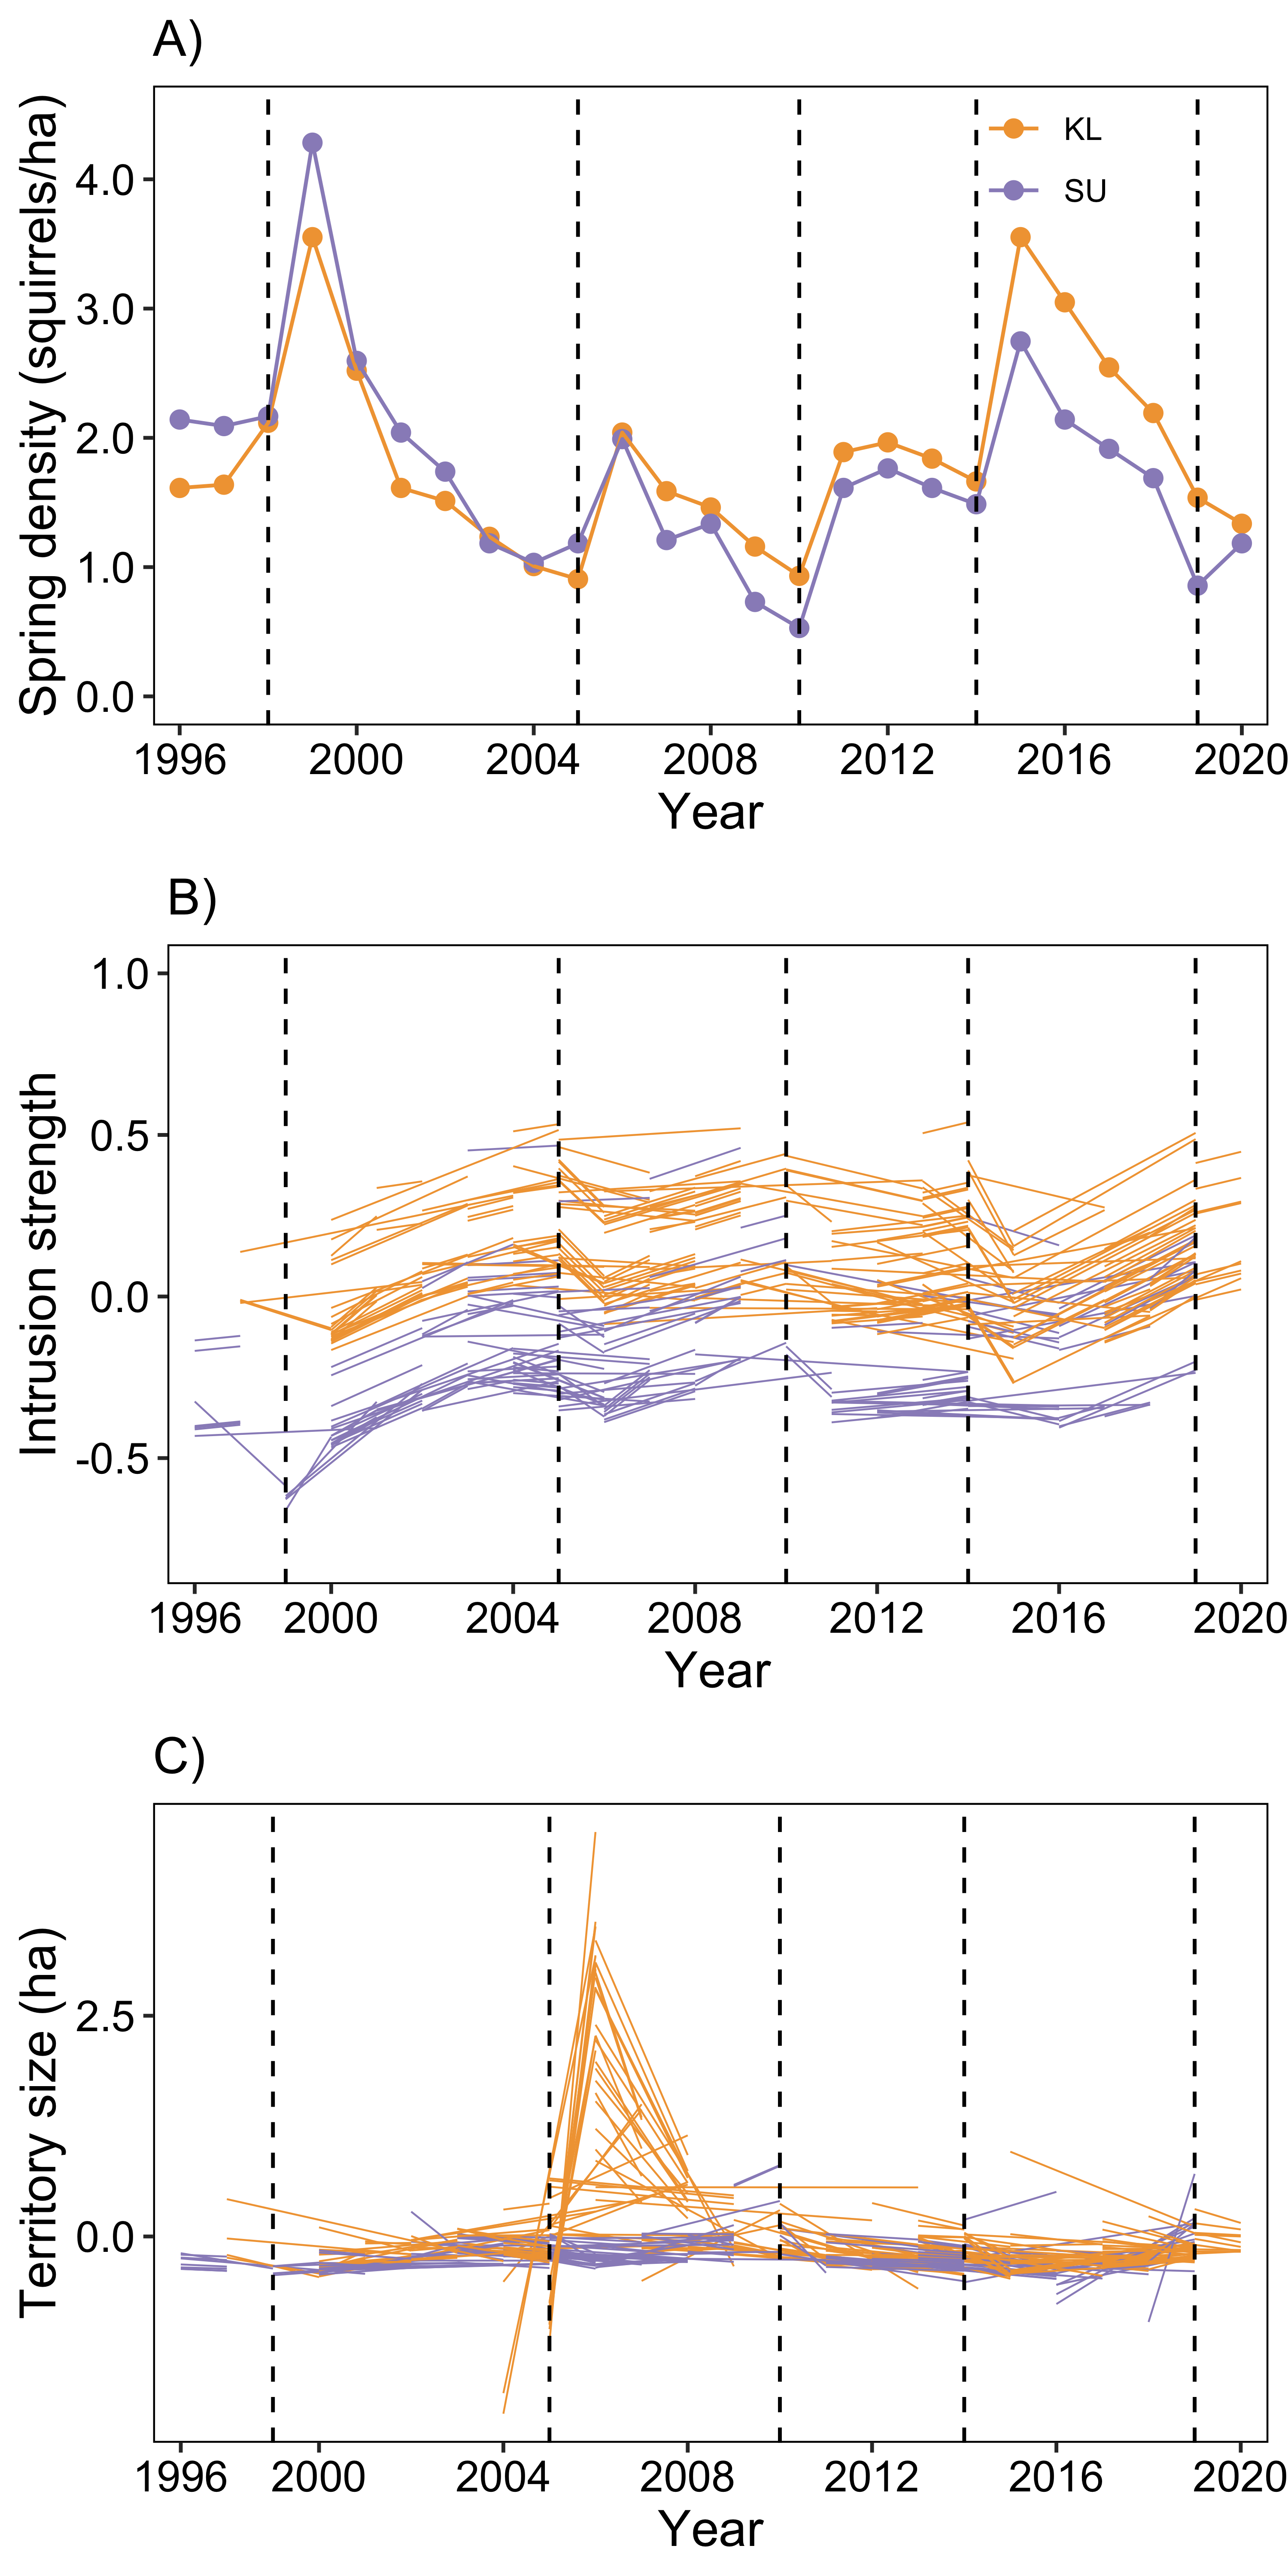 A)
Spring density (squirrels/ha)
4.0
3.0
2.0
1.0
0.0
KL
SU
1996 2000 2004 2008 2012 2016 2020
Year
B)
Intrusion strength
1.0
0.5
0.0
-0.5
1996 2000 2004 2008 2012 2016 2020
Year
C)
Territory size (ha)
2.5
0.0
1996 2000 2004 2008 2012 2016 2020
Year